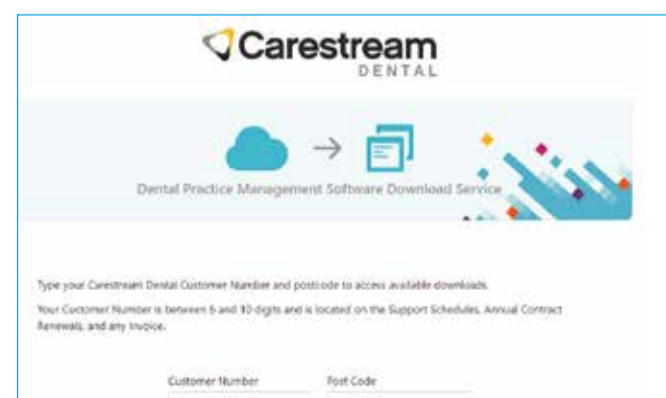 Carestream
DENTAL
Dental Practice Management Software Download Service
Type your Carestream Dental Customer Number and postcode to access available downloads.
Your Customer Number is between 6 and 10 digits and is located on the Support Schedules, Annual Contract
Renewals, and any Invoice.
Customer Number Post Code